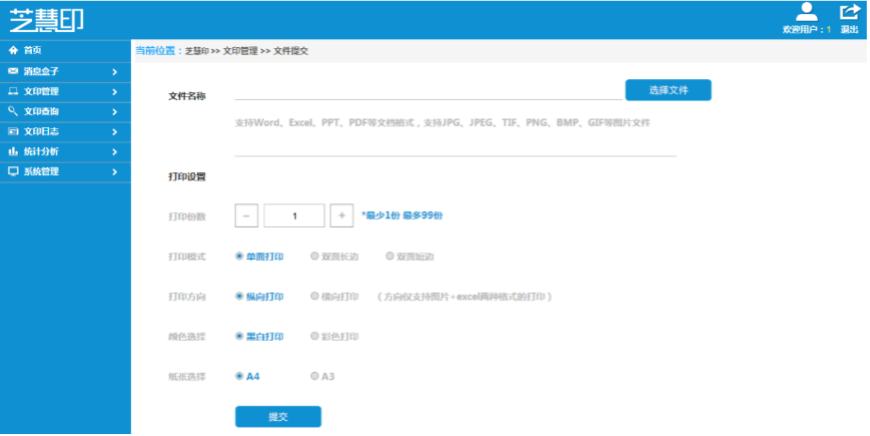 芝慧印
欢迎用户：1 退出
首页
当前位置：芝慧印>> 文印管理>> 文件提交
消息盒子
文印管理
文印查询
文印日志
统计分析
系统管理
文件名称
选择文件
支持Word、Excel、PPT、PDF等文档格式，支持JPG、JPEG、TIF、PNG、BMP、GIF等图片文件
打印设置
打印份数 − 1 + *最少1份 最多99份
打印模式 单面打印 双面长边 双面短边
打印方向 纵向打印 横向打印 （方向仅支持图片+excel两种格式的打印）
颜色选择 黑白打印 彩色打印
纸张选择 A4 A3
提交